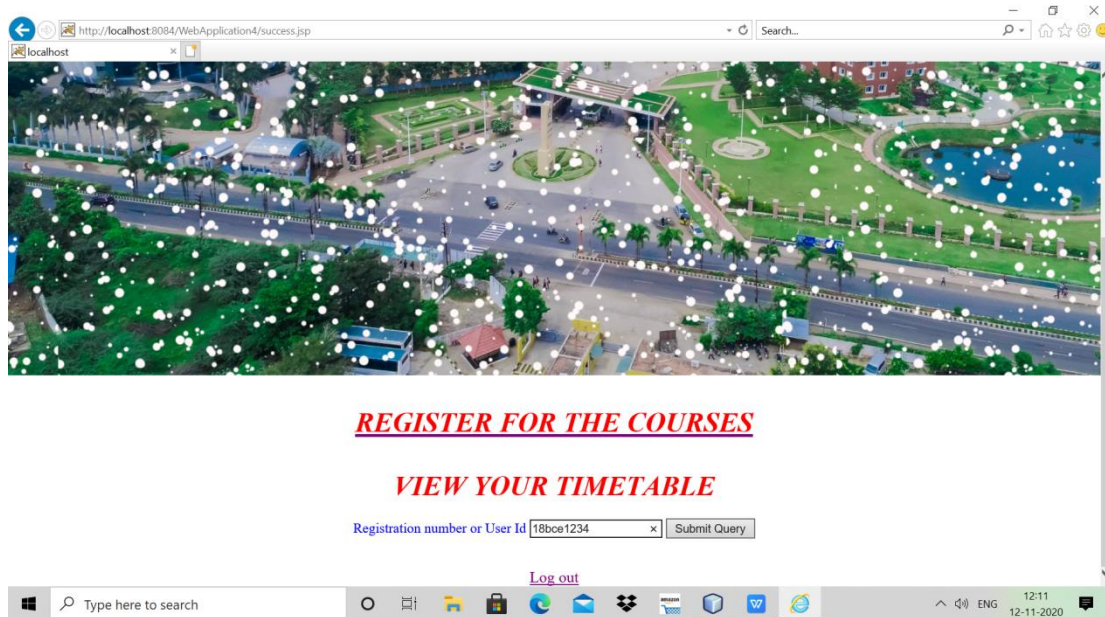 http://localhost:8084/WebApplication4/success.jsp
Search...
localhost
REGISTER FOR THE COURSES
VIEW YOUR TIMETABLE
Registration number or User Id 18bce1234 Submit Query
Log out
Type here to search
amazon
ENG
12:11
12-11-2020